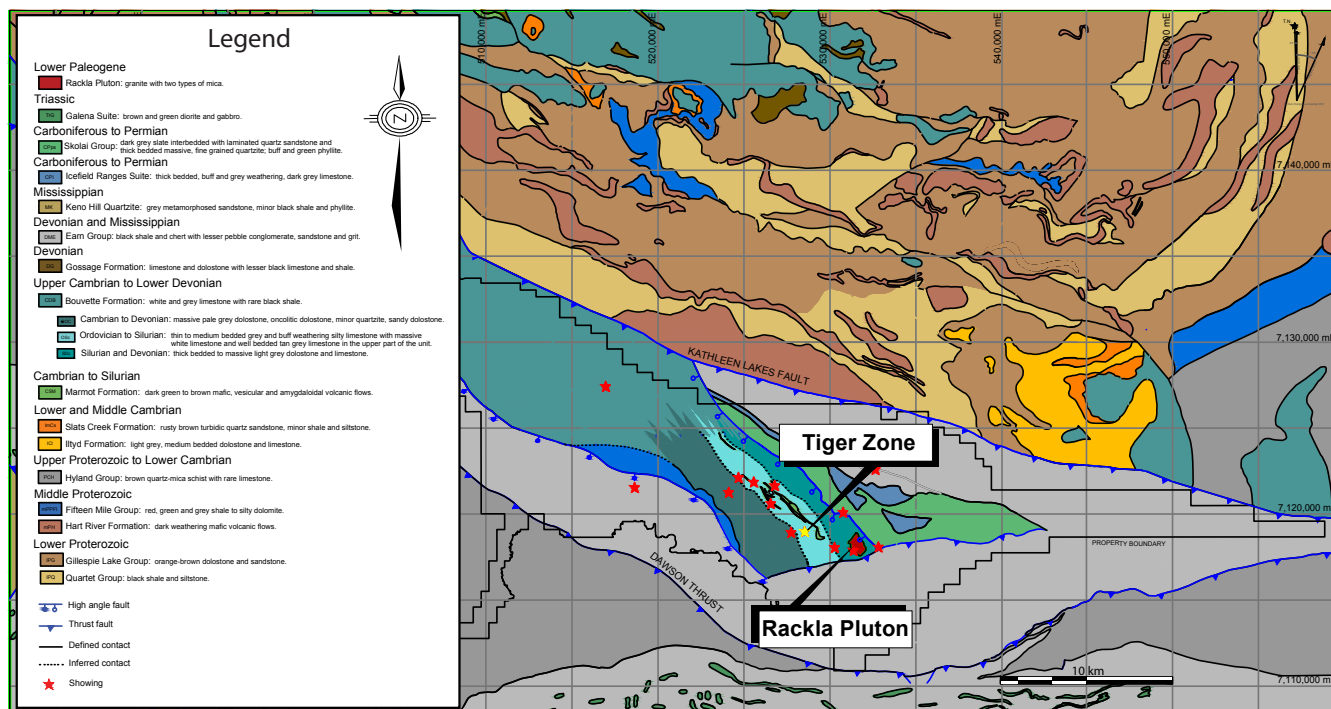 Legend
Lower Paleogene
Rackla Pluton: granite with two types of mica.
Triassic
TrG
Galena Suite: brown and green diorite and gabbro.
Carboniferous to Permian
CPps
Skolai Group: dark grey slate interbedded with laminated quartz sandstone and
thick bedded massive, fine grained quartzite; buff and green phyllite.
Carboniferous to Permian
Icefield Ranges Suite: thick bedded, buff and grey weathering, dark grey limestone.
Mississippian
MK
Keno Hill Quartzite: grey metamorphosed sandstone, minor black shale and phyllite.
Devonian and Mississippian
DME
Earn Group: black shale and chert with lesser pebble conglomerate, sandstone and grit.
Devonian
DG
Gossage Formation: limestone and dolostone with lesser black limestone and shale.
Upper Cambrian to Lower Devonian
CDB
Bouvette Formation: white and grey limestone with rare black shale.
Cambrian to Devonian: massive pale grey dolostone, oncolitic dolostone, minor quartzite, sandy dolostone.
Ordovician to Silurian: thin to medium bedded grey and buff weathering silty limestone with massive
white limestone and well bedded tan grey limestone in the upper part of the unit.
Silurian and Devonian: thick bedded to massive light grey dolostone and limestone.
Cambrian to Silurian
CSM
Marmot Formation: dark green to brown mafic, vesicular and amygdaloidal volcanic flows.
Lower and Middle Cambrian
Slats Creek Formation: rusty brown turbidic quartz sandstone, minor shale and siltstone.
ICI
Iltyd Formation: light grey, medium bedded dolostone and limestone.
Upper Proterozoic to Lower Cambrian
PCH
Hyland Group: brown quartz-mica schist with rare limestone.
Middle Proterozoic
Fifteen Mile Group: red, green and grey shale to silty dolomite.
mPH
Hart River Formation: dark weathering mafic volcanic flows.
Lower Proterozoic
IPG
Gillespie Lake Group: orange-brown dolostone and sandstone.
IPQ
Quartet Group: black shale and siltstone.
High angle fault
Thrust fault
Defined contact
Inferred contact
Showing
N
510,000 mE
520,000 mE
530,000 mE
540,000 mE
550,000 mE
T.N.
7,140,000 m
7,130,000 m
7,120,000 m
7,110,000 m
KATHLEEN LAKES FAULT
Tiger Zone
PROPERTY BOUNDARY
DAWSON THRUST
Rackla Pluton
10 km